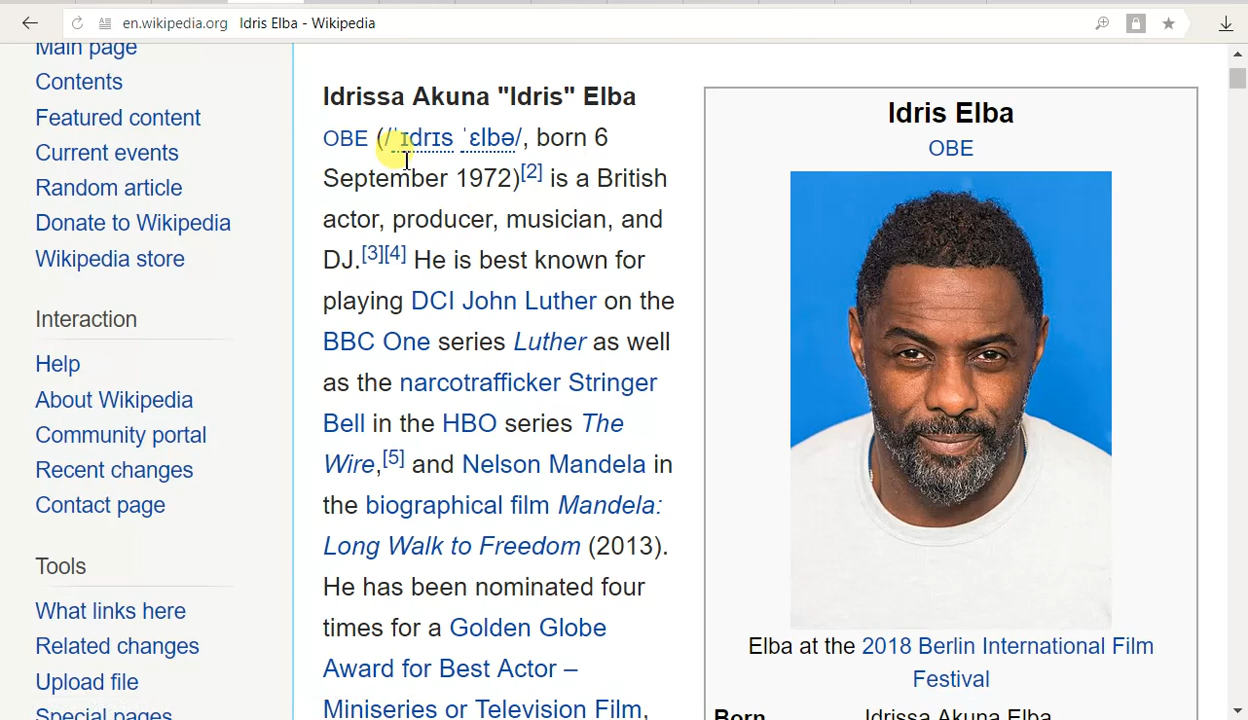 en.wikipedia.org Idris Elba - Wikipedia
Main page
Contents
Featured content
Current events
Random article
Donate to Wikipedia
Wikipedia store
Interaction
Help
About Wikipedia
Community portal
Recent changes
Contact page
Tools
What links here
Related changes
Upload file
Special pages
Idrissa Akuna "Idris" Elba
OBE (/ˈɪdrɪs ˈɛlbə/, born 6
September 1972)[2] is a British
actor, producer, musician, and
DJ.[3][4] He is best known for
playing DCI John Luther on the
BBC One series Luther as well
as the narcotrafficker Stringer
Bell in the HBO series The
Wire,[5] and Nelson Mandela in
the biographical film Mandela:
Long Walk to Freedom (2013).
He has been nominated four
times for a Golden Globe
Award for Best Actor –
Miniseries or Television Film,
Idris Elba
OBE
Elba at the 2018 Berlin International Film
Festival
Born Idrissa Akuna Elba